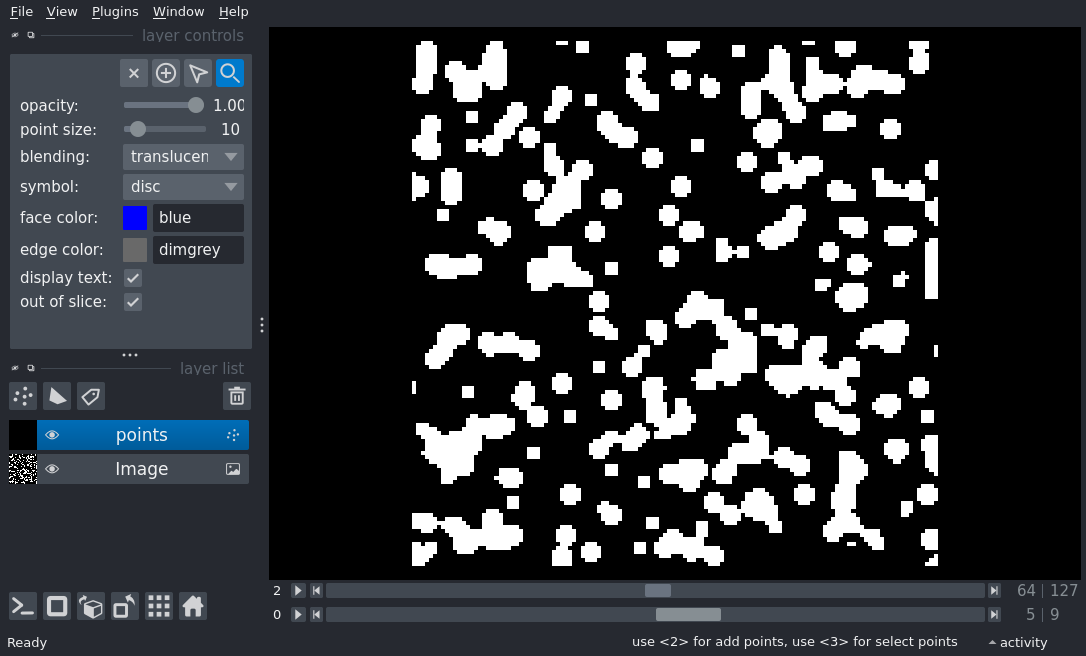 File View Plugins Window Help
layer controls
opacity: 1.00
point size: 10
blending: translucen
symbol: disc
face color: blue
edge color: dimgrey
display text:
out of slice:
layer list
points
Image
2 64 127
0 5 9
Ready use <2> for add points, use <3> for select points activity